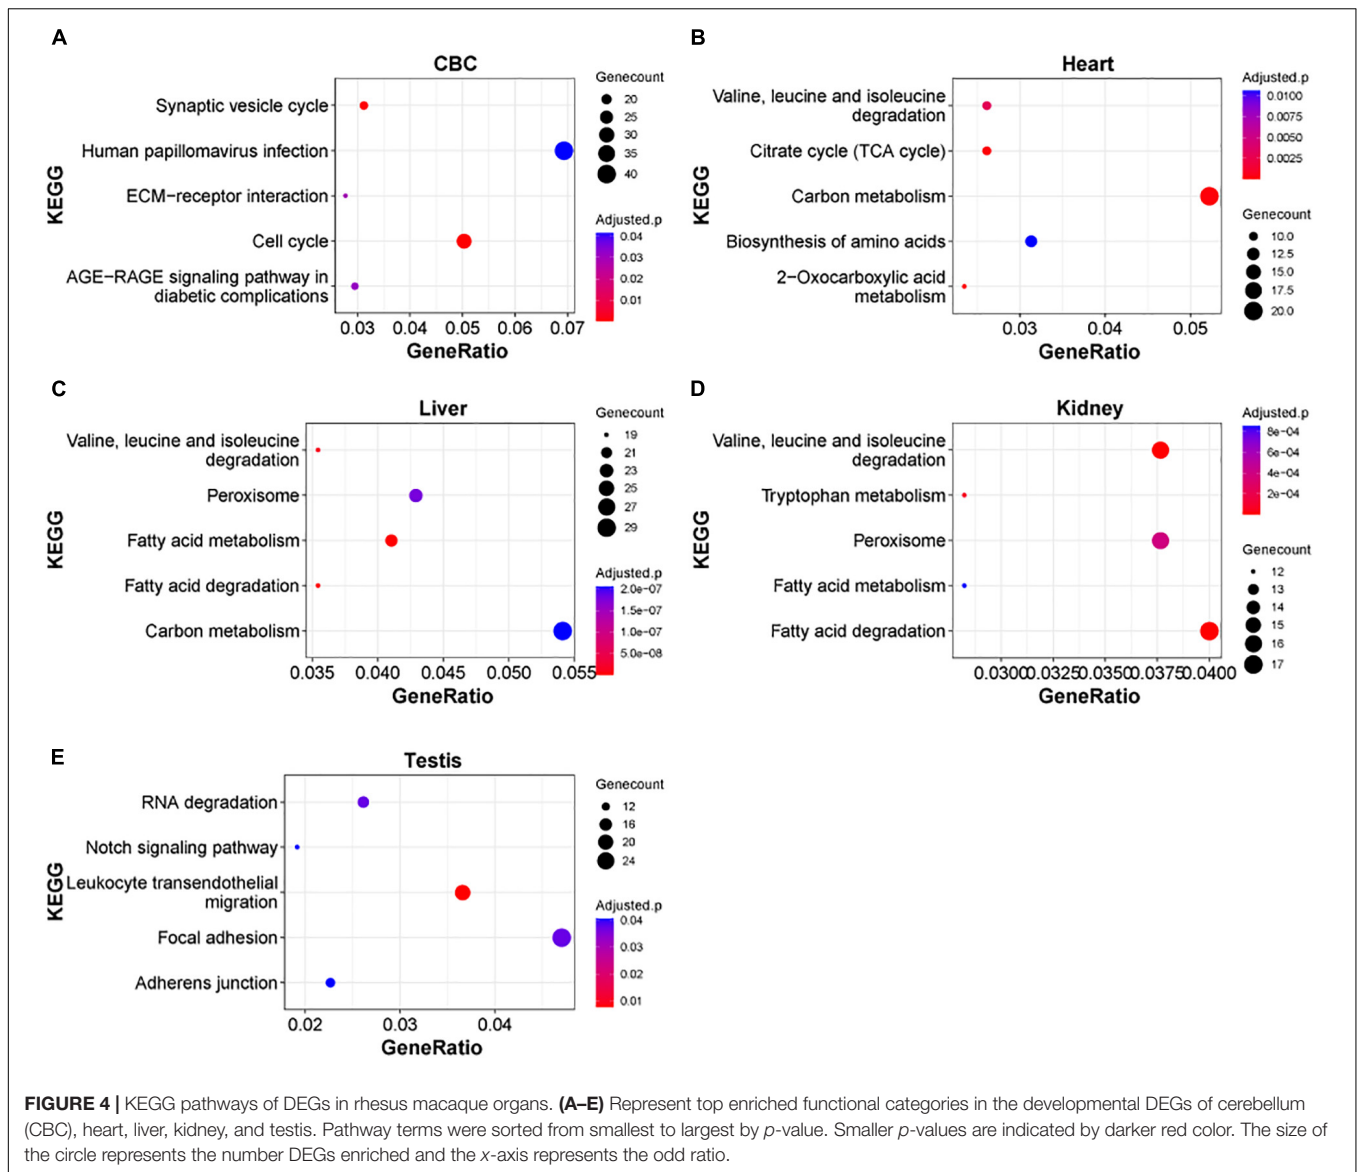 A
CBC
KEGG
Synaptic vesicle cycle
Human papillomavirus infection
ECM−receptor interaction
Cell cycle
AGE−RAGE signaling pathway in
diabetic complications
0.03 0.04 0.05 0.06 0.07
GeneRatio
Genecount
20
25
30
35
40
Adjusted.p
0.04
0.03
0.02
0.01
B
Heart
KEGG
Valine, leucine and isoleucine
degradation
Citrate cycle (TCA cycle)
Carbon metabolism
Biosynthesis of amino acids
2−Oxocarboxylic acid
metabolism
0.03 0.04 0.05
GeneRatio
Adjusted.p
0.0100
0.0075
0.0050
0.0025
Genecount
10.0
12.5
15.0
17.5
20.0
C
Liver
KEGG
Valine, leucine and isoleucine
degradation
Peroxisome
Fatty acid metabolism
Fatty acid degradation
Carbon metabolism
0.035 0.040 0.045 0.050 0.055
GeneRatio
Genecount
19
21
23
25
27
29
Adjusted.p
2.0e−07
1.5e−07
1.0e−07
5.0e−08
D
Kidney
KEGG
Valine, leucine and isoleucine
degradation
Tryptophan metabolism
Peroxisome
Fatty acid metabolism
Fatty acid degradation
0.0300 0.0325 0.0350 0.0375 0.0400
GeneRatio
Adjusted.p
8e−04
6e−04
4e−04
2e−04
Genecount
12
13
14
15
16
17
E
Testis
KEGG
RNA degradation
Notch signaling pathway
Leukocyte transendothelial
migration
Focal adhesion
Adherens junction
0.02 0.03 0.04
GeneRatio
Genecount
12
16
20
24
Adjusted.p
0.04
0.03
0.02
0.01
FIGURE 4 | KEGG pathways of DEGs in rhesus macaque organs. (A–E) Represent top enriched functional categories in the developmental DEGs of cerebellum
(CBC), heart, liver, kidney, and testis. Pathway terms were sorted from smallest to largest by p-value. Smaller p-values are indicated by darker red color. The size of
the circle represents the number DEGs enriched and the x-axis represents the odd ratio.